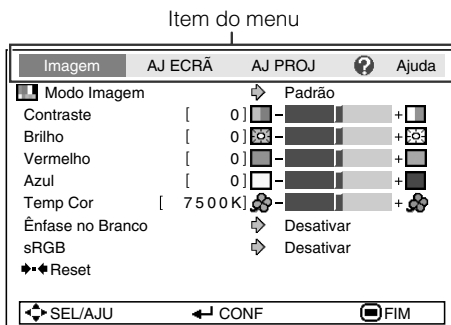 Item do menu
Imagem AJ ECRÃ AJ PROJ ? Ajuda
Modo Imagem Padrão
Contraste [ 0] - +
Brilho [ 0] - +
Vermelho [ 0] - +
Azul [ 0] - +
Temp Cor [ 7500K] - +
Ênfase no Branco Desativar
sRGB Desativar
Reset
SEL/AJU CONF FIM